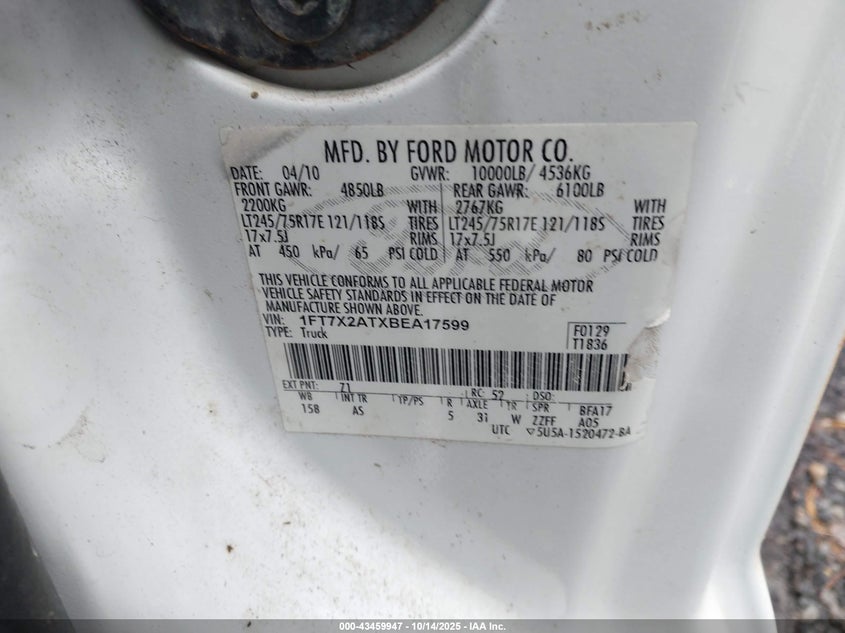 MFD. BY FORD MOTOR CO.
DATE: 04/10 GVWR: 10000LB/ 4536KG
FRONT GAWR: 4850LB REAR GAWR: 6100LB
2200KG WITH 2767KG WITH
LT245/75R17E 121/118S TIRES LT245/75R17E 121/118S TIRES
17x7.5J RIMS 17x7.5J RIMS
AT 450 kPa/ 65 PSI COLD AT 550 kPa/ 80 PSI COLD
THIS VEHICLE CONFORMS TO ALL APPLICABLE FEDERAL MOTOR
VEHICLE SAFETY STANDARDS IN EFFECT ON THE DATE OF
MANUFACTURE SHOWN ABOVE.
VIN: 1FT7X2ATXBEA17599 F0129
TYPE: Truck T1836
EXT PNT: Z1 RC: 52 DSO:
WB INT TR TP/PS R AXLE TR SPR BFA17
158 AS 5 31 W ZZFF A05
UTC ▽5U5A-1520472-BA
000-43459947 - 10/14/2025 - IAA Inc.